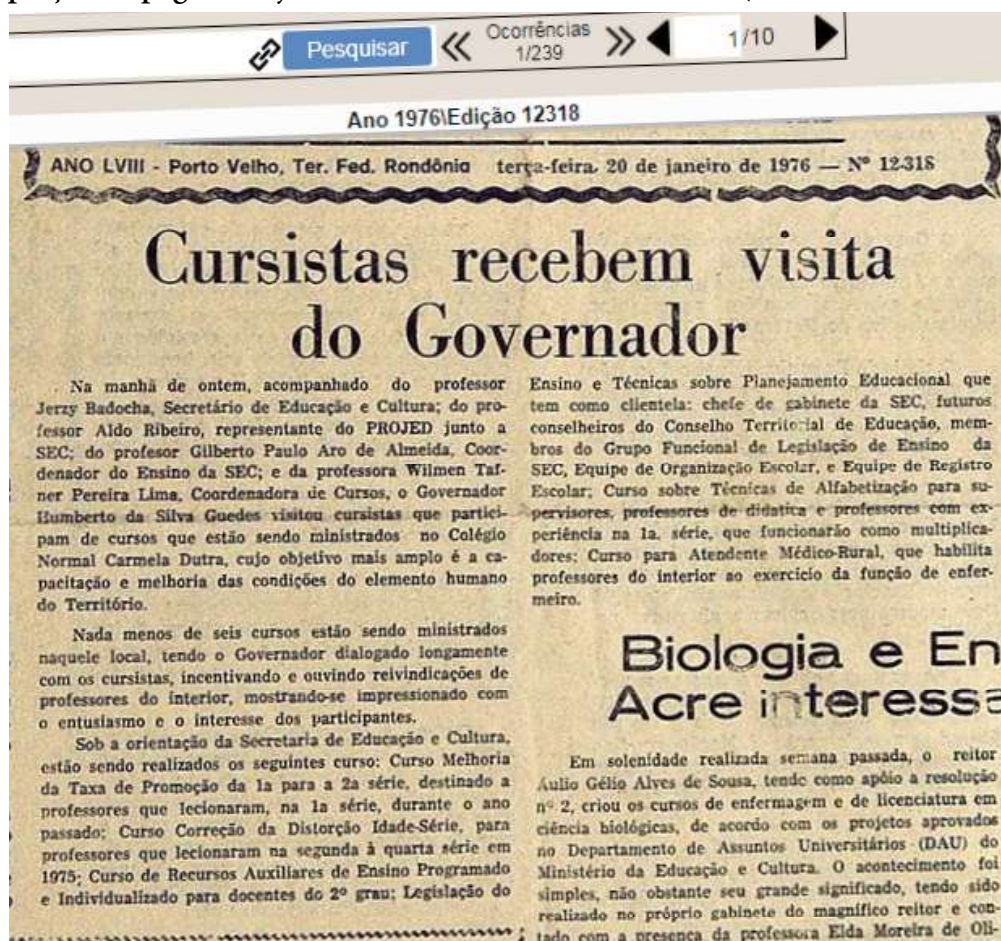 Pesquisar
Ocorrências
1/239
1/10
Ano 1976\Edição 12318
ANO LVIII - Porto Velho, Ter. Fed. Rondônia terça-feira, 20 de janeiro de 1976 — Nº 12.318
Cursistas recebem visita
do Governador
Na manhã de ontem, acompanhado do professor
Jerzy Badocha, Secretário de Educação e Cultura; do pro-
fessor Aldo Ribeiro, representante do PROJED junto a
SEC; do profesor Gilberto Paulo Aro de Almeida, Coor-
denador do Ensino da SEC; e da professora Wilmen Taf-
ner Pereira Lima, Coordenadora de Cursos, o Governador
Humberto da Silva Guedes visitou cursistas que partici-
pam de cursos que estão sendo ministrados no Colégio
Normal Carmela Dutra, cujo objetivo mais amplo é a ca-
pacitação e melhoria das condições do elemento humano
do Território.
Nada menos de seis cursos estão sendo ministrados
naquele local, tendo o Governador dialogado longamente
com os cursistas, incentivando e ouvindo reivindicações de
professores do interior, mostrando-se impressionado com
o entusiasmo e o interesse dos participantes.
Sob a orientação da Secretaria de Educação e Cultura,
estão sendo realizados os seguintes curso: Curso Melhoria
da Taxa de Promoção da 1a para a 2a série, destinado a
professores que lecionaram, na 1a série, durante o ano
passado; Curso Correção da Distorção Idade-Série, para
professores que lecionaram na segunda à quarta série em
1975; Curso de Recursos Auxiliares de Ensino Programado
e Individualizado para docentes do 2º grau; Legislação do
Ensino e Técnicas sobre Planejamento Educacional que
tem como clientela: chefe de gabinete da SEC, futuros
conselheiros do Conselho Territorial de Educação, mem-
bros do Grupo Funcional de Legislação de Ensino da
SEC, Equipe de Organização Escolar, e Equipe de Registro
Escolar; Curso sobre Técnicas de Alfabetização para su-
pervisores, professores de didatica e professores com ex-
periência na 1a. série, que funcionarão como multiplica-
dores; Curso para Atendente Médico-Rural, que habilita
professores do interior ao exercício da função de enfer-
meiro.
Biologia e En
Acre interessa
Em solenidade realizada semana passada, o reitor
Áulio Gélio Alves de Sousa, tendo como apôio a resolução
nº 2, criou os cursos de enfermagem e de licenciatura em
ciência biológicas, de acordo com os projetos aprovados
no Departamento de Assuntos Universitários (DAU) do
Ministério da Educação e Cultura. O acontecimento foi
simples, não obstante seu grande significado, tendo sido
realizado no próprio gabinete do magnífico reitor e con-
tado com a presença da professora Elda Moreira de Oli-